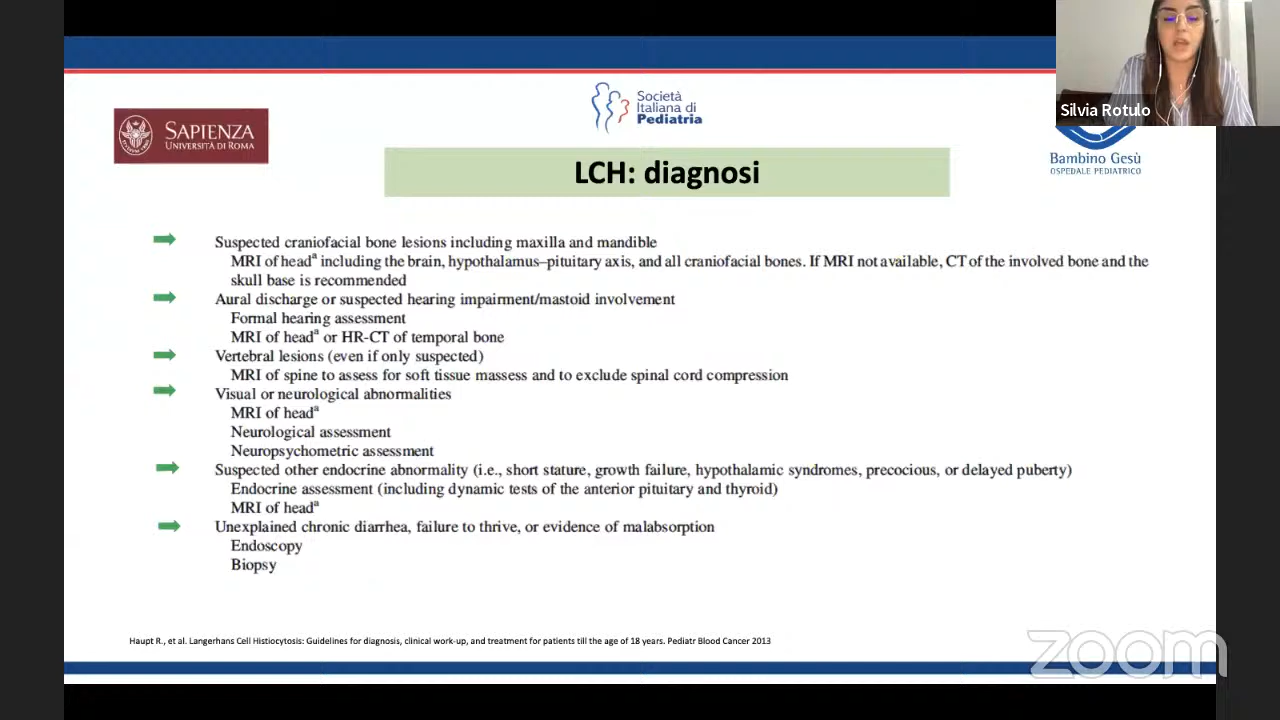 Silvia Rotulo
SAPIENZA
UNIVERSITÀ DI ROMA
Società
Italiana di
Pediatria
Bambino Gesù
OSPEDALE PEDIATRICO
LCH: diagnosi
Suspected craniofacial bone lesions including maxilla and mandible
MRI of headª including the brain, hypothalamus–pituitary axis, and all craniofacial bones. If MRI not available, CT of the involved bone and the
skull base is recommended
Aural discharge or suspected hearing impairment/mastoid involvement
Formal hearing assessment
MRI of headª or HR-CT of temporal bone
Vertebral lesions (even if only suspected)
MRI of spine to assess for soft tissue massess and to exclude spinal cord compression
Visual or neurological abnormalities
MRI of headª
Neurological assessment
Neuropsychometric assessment
Suspected other endocrine abnormality (i.e., short stature, growth failure, hypothalamic syndromes, precocious, or delayed puberty)
Endocrine assessment (including dynamic tests of the anterior pituitary and thyroid)
MRI of headª
Unexplained chronic diarrhea, failure to thrive, or evidence of malabsorption
Endoscopy
Biopsy
Haupt R., et al. Langerhans Cell Histiocytosis: Guidelines for diagnosis, clinical work-up, and treatment for patients till the age of 18 years. Pediatr Blood Cancer 2013
zoom